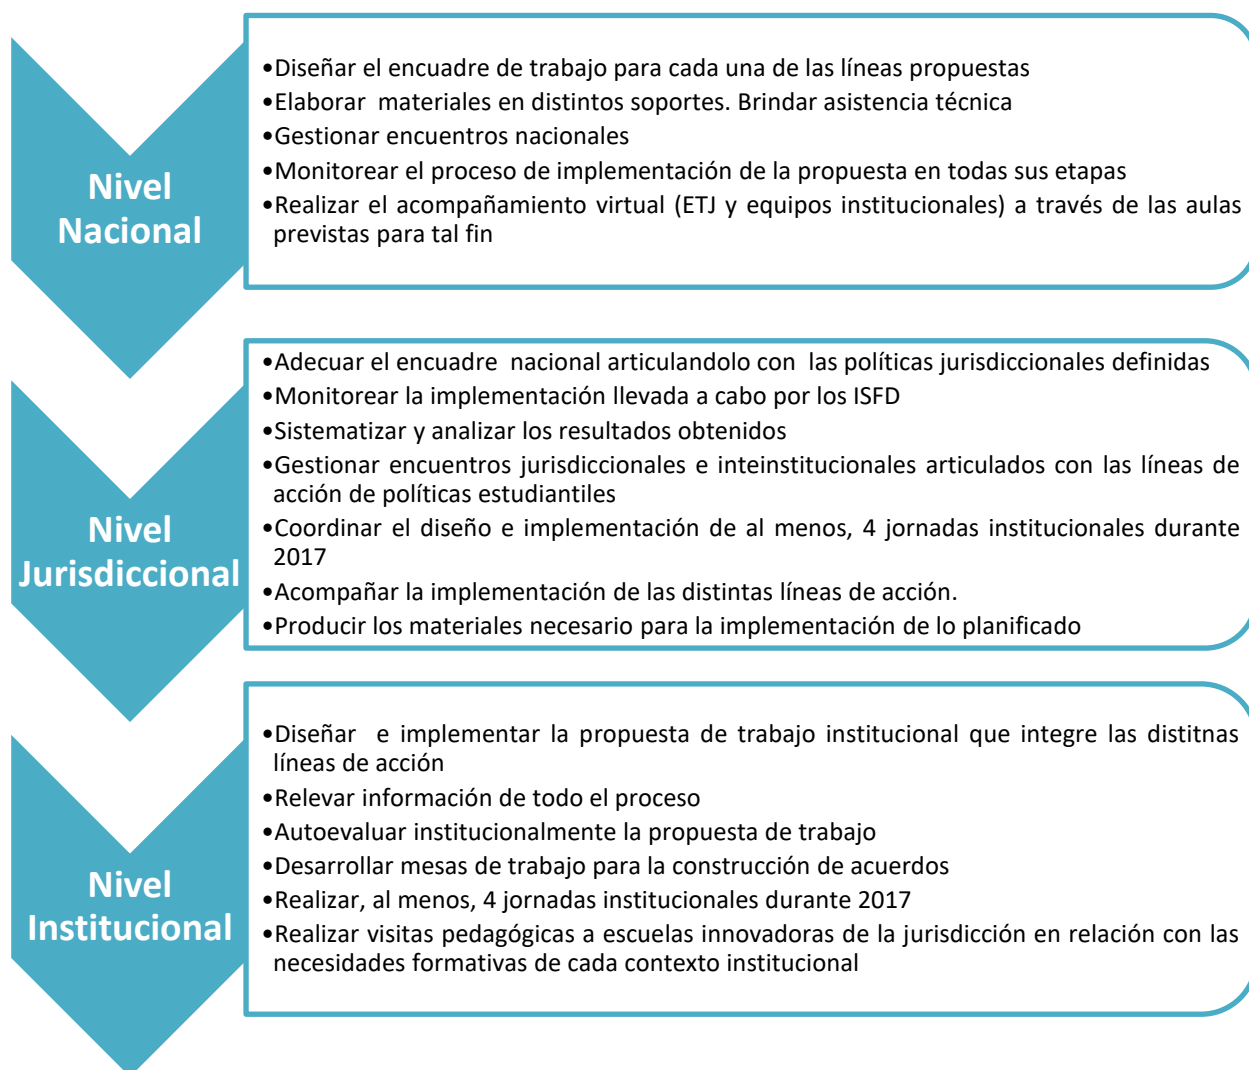 Nivel
Nacional
•Diseñar el encuadre de trabajo para cada una de las líneas propuestas
•Elaborar materiales en distintos soportes. Brindar asistencia técnica
•Gestionar encuentros nacionales
•Monitorear el proceso de implementación de la propuesta en todas sus etapas
•Realizar el acompañamiento virtual (ETJ y equipos institucionales) a través de las aulas
previstas para tal fin
Nivel
Jurisdiccional
•Adecuar el encuadre nacional articulandolo con las políticas jurisdiccionales definidas
•Monitorear la implementación llevada a cabo por los ISFD
•Sistematizar y analizar los resultados obtenidos
•Gestionar encuentros jurisdiccionales e inteinstitucionales articulados con las líneas de
acción de políticas estudiantiles
•Coordinar el diseño e implementación de al menos, 4 jornadas institucionales durante
2017
•Acompañar la implementación de las distintas líneas de acción.
•Producir los materiales necesario para la implementación de lo planificado
Nivel
Institucional
•Diseñar e implementar la propuesta de trabajo institucional que integre las distitnas
líneas de acción
•Relevar información de todo el proceso
•Autoevaluar institucionalmente la propuesta de trabajo
•Desarrollar mesas de trabajo para la construcción de acuerdos
•Realizar, al menos, 4 jornadas institucionales durante 2017
•Realizar visitas pedagógicas a escuelas innovadoras de la jurisdicción en relación con las
necesidades formativas de cada contexto institucional